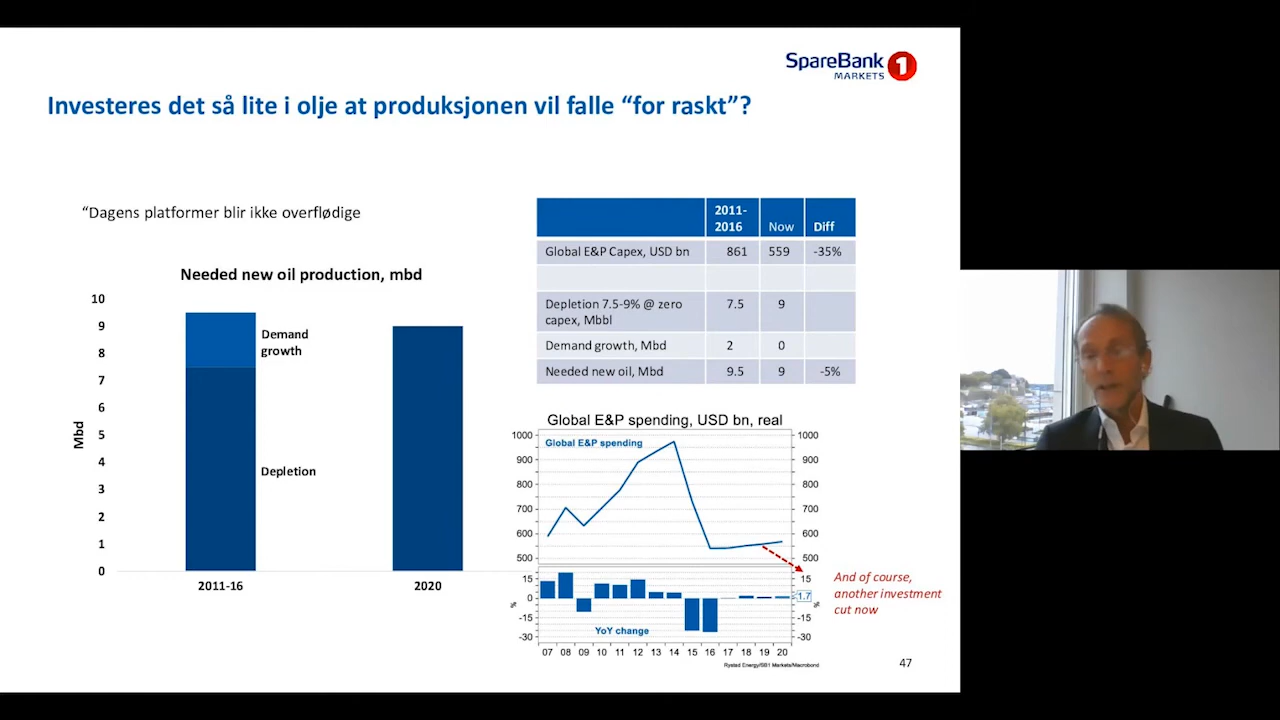 SpareBank 1
MARKETS
Investeres det så lite i olje at produksjonen vil falle “for raskt”?
“Dagens platformer blir ikke overflødige
Needed new oil production, mbd
Mbd
10
9
8
7
6
5
4
3
2
1
0
Demand
growth
Depletion
2011-16 2020
2011-
2016 Now Diff
Global E&P Capex, USD bn 861 559 -35%
Depletion 7.5-9% @ zero
capex, Mbbl 7.5 9
Demand growth, Mbd 2 0
Needed new oil, Mbd 9.5 9 -5%
Global E&P spending, USD bn, real
Global E&P spending
1000 1000
900 900
800 800
700 700
600 600
500 500
15 15
0 1.7
-15 -15
-30 -30
% %
YoY change
07 08 09 10 11 12 13 14 15 16 17 18 19 20
Rystad Energy/SB1 Markets/Macrobond
And of course,
another investment
cut now
47